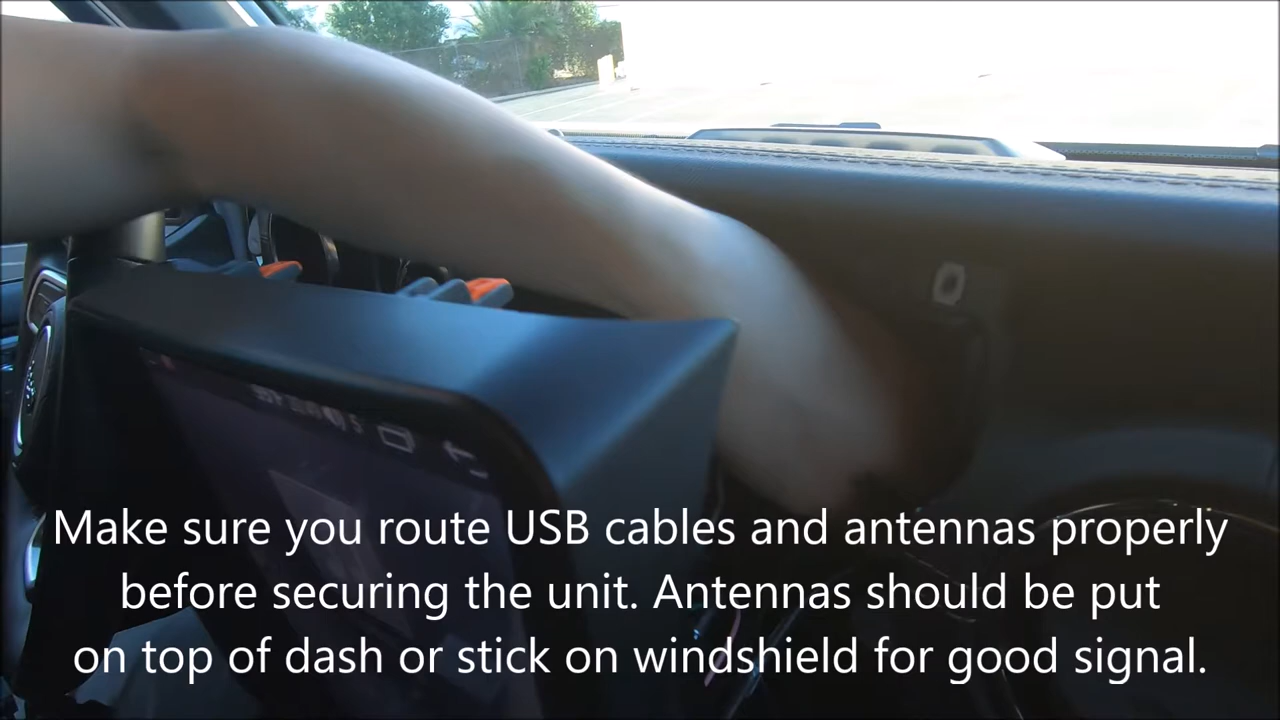 Make sure you route USB cables and antennas properly
before securing the unit. Antennas should be put
on top of dash or stick on windshield for good signal.